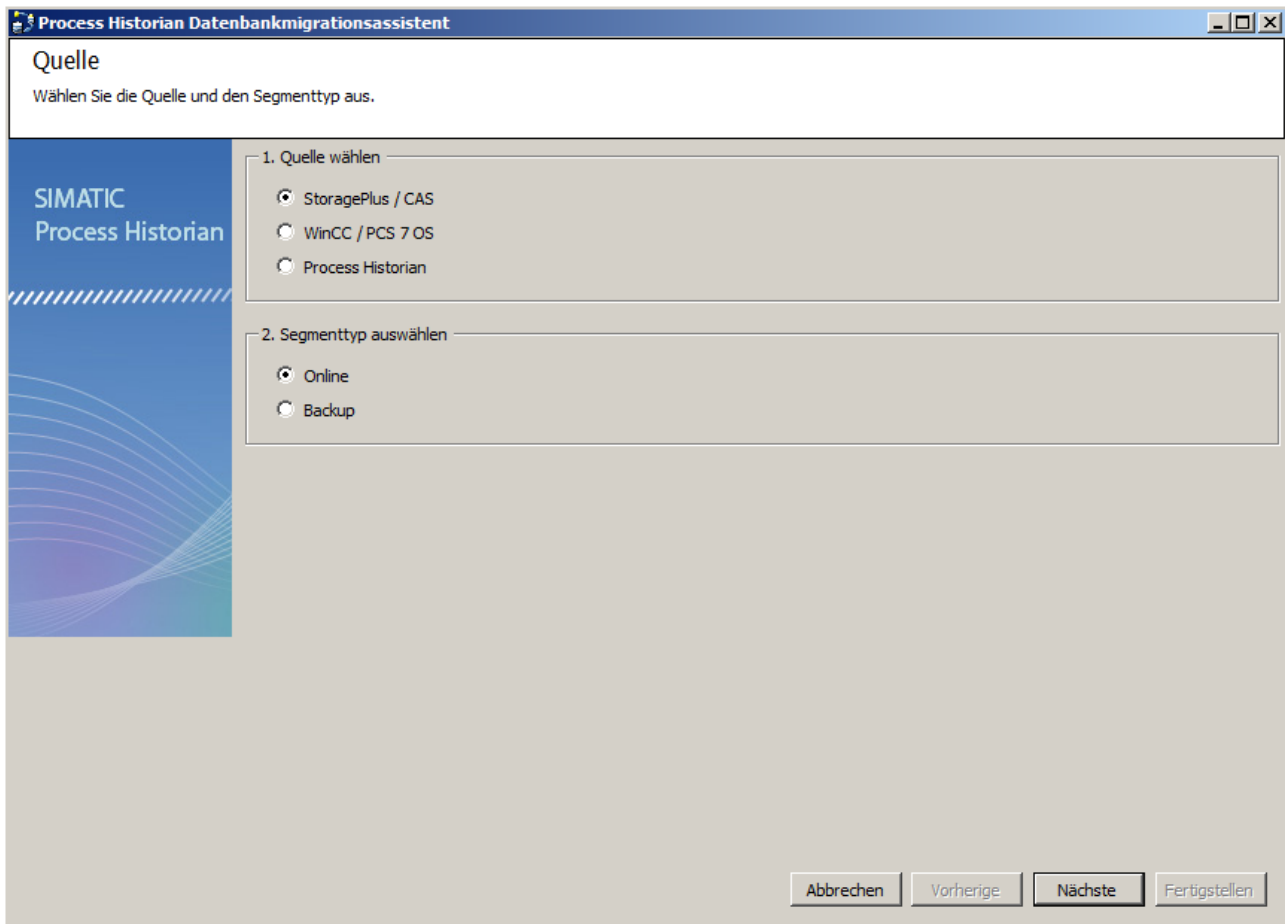 Process Historian Datenbankmigrationsassistent
Quelle
Wählen Sie die Quelle und den Segmenttyp aus.
SIMATIC
Process Historian
1. Quelle wählen
StoragePlus / CAS
WinCC / PCS 7 OS
Process Historian
2. Segmenttyp auswählen
Online
Backup
Abbrechen
Vorherige
Nächste
Fertigstellen